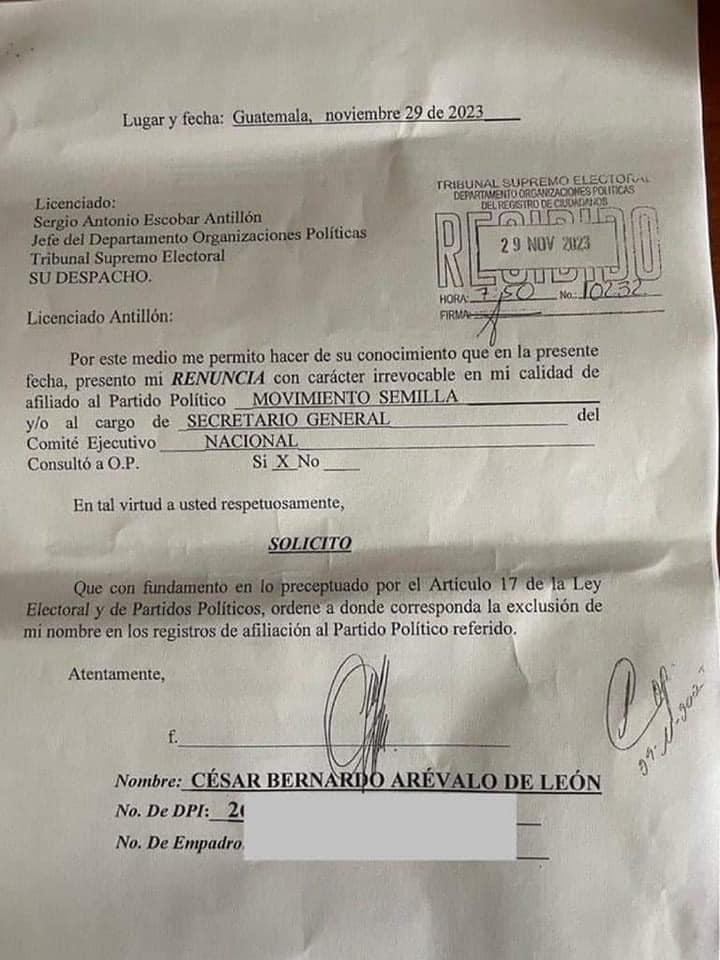 Lugar y fecha: Guatemala, noviembre 29 de 2023
TRIBUNAL SUPREMO ELECTORAL
DEPARTAMENTO ORGANIZACIONES POLITICAS
DEL REGISTRO DE CIUDADANOS
RECIBIDO
29 NOV 2023
HORA: 7:50 No.: 10232
FIRMA
Licenciado:
Sergio Antonio Escobar Antillón
Jefe del Departamento Organizaciones Políticas
Tribunal Supremo Electoral
SU DESPACHO.
Licenciado Antillón:
Por este medio me permito hacer de su conocimiento que en la presente
fecha, presento mi RENUNCIA con carácter irrevocable en mi calidad de
afiliado al Partido Político MOVIMIENTO SEMILLA
y/o al cargo de SECRETARIO GENERAL del
Comité Ejecutivo NACIONAL
Consultó a O.P. Si X No
En tal virtud a usted respetuosamente,
SOLICITO
Que con fundamento en lo preceptuado por el Artículo 17 de la Ley
Electoral y de Partidos Políticos, ordene a donde corresponda la exclusión de
mi nombre en los registros de afiliación al Partido Político referido.
Atentamente,
f.
Nombre: CÉSAR BERNARDO ARÉVALO DE LEÓN
No. De DPI: 2
No. De Empadro